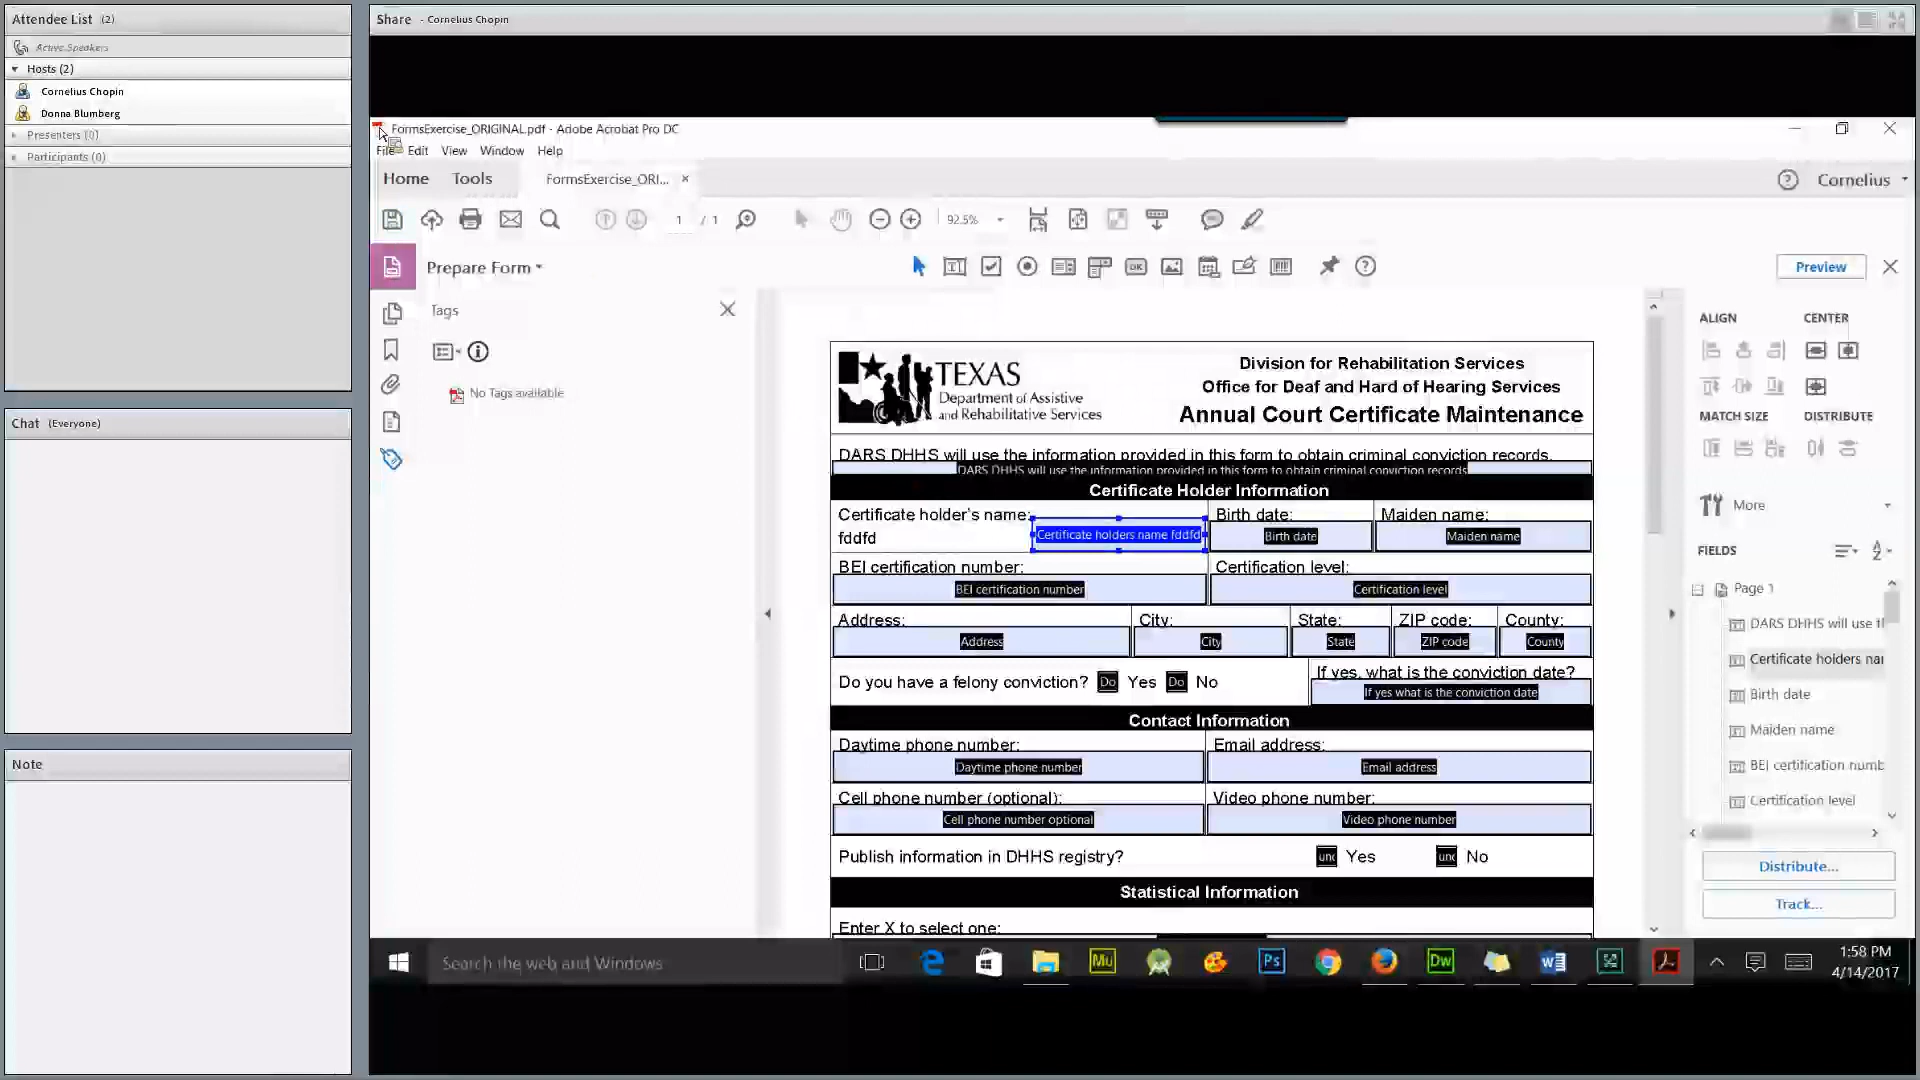 Attendee List (2)
Active Speakers
Hosts (2)
Cornelius Chopin
Donna Blumberg
Presenters (0)
Participants (0)
Chat (Everyone)
Note
Share - Cornelius Chopin
FormsExercise_ORIGINAL.pdf - Adobe Acrobat Pro DC
File Edit View Window Help
Home Tools FormsExercise_ORI... ×
Cornelius
1 / 1
92.5%
Prepare Form
OK
Preview
Tags
No Tags available
TEXAS
Department of Assistive
and Rehabilitative Services
Division for Rehabilitation Services
Office for Deaf and Hard of Hearing Services
Annual Court Certificate Maintenance
DARS DHHS will use the information provided in this form to obtain criminal conviction records.
DARS DHHS will use the information provided in this form to obtain criminal conviction records
Certificate Holder Information
Certificate holder's name: Birth date: Maiden name:
fddfd Certificate holders name fddfd Birth date Maiden name
BEI certification number: Certification level:
BEI certification number Certification level
Address: City: State: ZIP code: County:
Address City State ZIP code County
Do you have a felony conviction? Do Yes Do No
If yes, what is the conviction date?
If yes what is the conviction date
Contact Information
Daytime phone number: Email address:
Daytime phone number Email address
Cell phone number (optional): Video phone number:
Cell phone number optional Video phone number
Publish information in DHHS registry? Yes No
Statistical Information
Enter X to select one:
ALIGN CENTER
MATCH SIZE DISTRIBUTE
More
FIELDS
Page 1
DARS DHHS will use tl
Certificate holders nar
Birth date
Maiden name
BEI certification numb
Certification level
Distribute...
Track...
Search the web and Windows
Mu
Ps
Dw
1:58 PM
4/14/2017